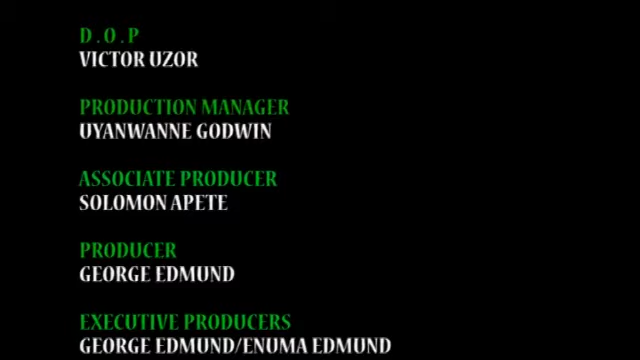 D.O.P
VICTOR UZOR
PRODUCTION MANAGER
UYANWANNE GODWIN
ASSOCIATE PRODUCER
SOLOMON APETE
PRODUCER
GEORGE EDMUND
EXECUTIVE PRODUCERS
GEORGE EDMUND/ENUMA EDMUND